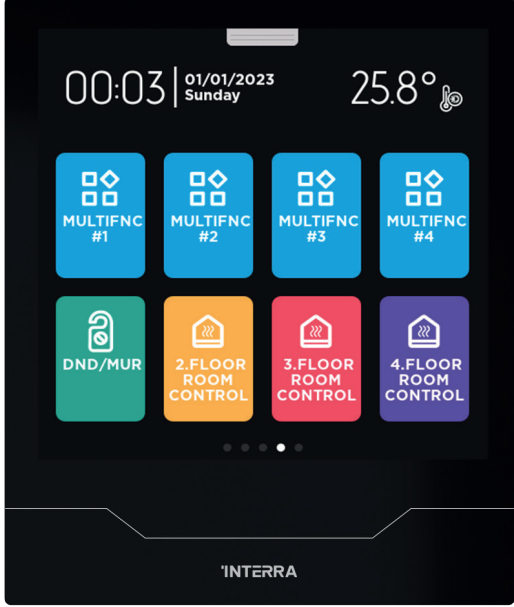 00:03
01/01/2023
Sunday
25.8°
MULTIFNC
#1
MULTIFNC
#2
MULTIFNC
#3
MULTIFNC
#4
DND/MUR
2.FLOOR
ROOM
CONTROL
3.FLOOR
ROOM
CONTROL
4.FLOOR
ROOM
CONTROL
INTERRA